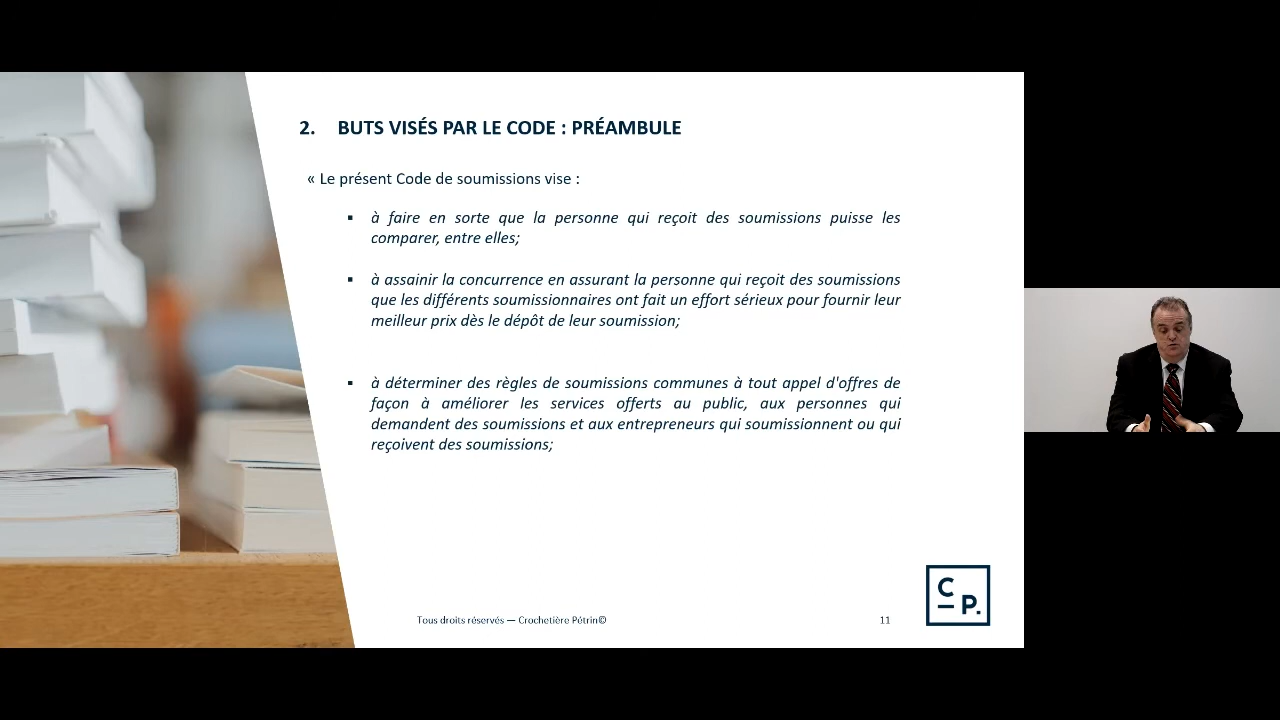 2. BUTS VISÉS PAR LE CODE : PRÉAMBULE
« Le présent Code de soumissions vise :
▪ à faire en sorte que la personne qui reçoit des soumissions puisse les
comparer, entre elles;
▪ à assainir la concurrence en assurant la personne qui reçoit des soumissions
que les différents soumissionnaires ont fait un effort sérieux pour fournir leur
meilleur prix dès le dépôt de leur soumission;
▪ à déterminer des règles de soumissions communes à tout appel d'offres de
façon à améliorer les services offerts au public, aux personnes qui
demandent des soumissions et aux entrepreneurs qui soumissionnent ou qui
reçoivent des soumissions;
Tous droits réservés — Crochetière Pétrin©
11
C
P.